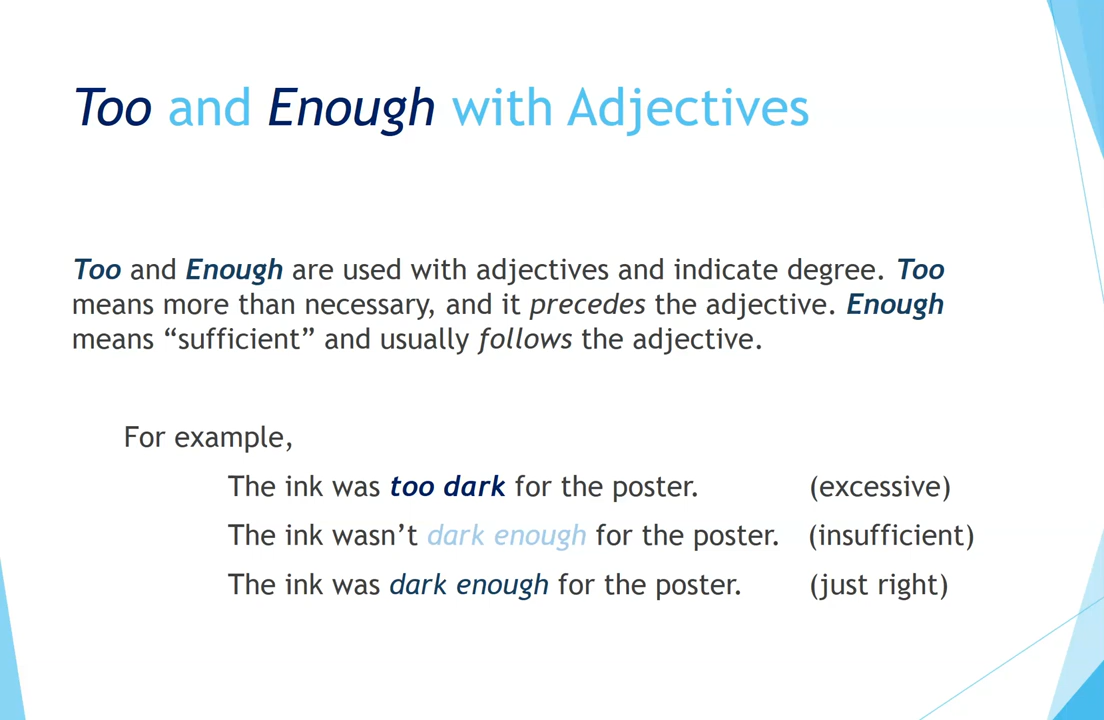 Too and Enough with Adjectives
Too and Enough are used with adjectives and indicate degree. Too
means more than necessary, and it precedes the adjective. Enough
means “sufficient” and usually follows the adjective.
For example,
The ink was too dark for the poster. (excessive)
The ink wasn’t dark enough for the poster. (insufficient)
The ink was dark enough for the poster. (just right)